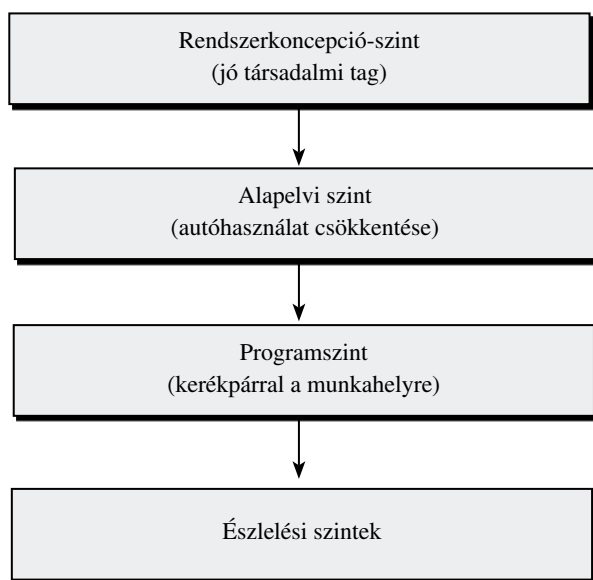 Rendszerkoncepció-szint
(jó társadalmi tag)
Alapelvi szint
(autóhasználat csökkentése)
Programszint
(kerékpárral a munkahelyre)
Észlelési szintek